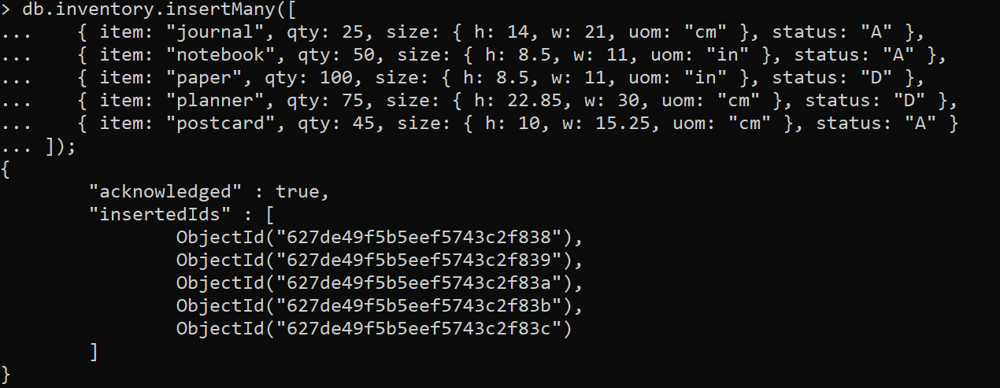 > db.inventory.insertMany([
...    { item: "journal", qty: 25, size: { h: 14, w: 21, uom: "cm" }, status: "A" },
...    { item: "notebook", qty: 50, size: { h: 8.5, w: 11, uom: "in" }, status: "A" },
...    { item: "paper", qty: 100, size: { h: 8.5, w: 11, uom: "in" }, status: "D" },
...    { item: "planner", qty: 75, size: { h: 22.85, w: 30, uom: "cm" }, status: "D" },
...    { item: "postcard", qty: 45, size: { h: 10, w: 15.25, uom: "cm" }, status: "A" }
... ]);
{
        "acknowledged" : true,
        "insertedIds" : [
                ObjectId("627de49f5b5eef5743c2f838"),
                ObjectId("627de49f5b5eef5743c2f839"),
                ObjectId("627de49f5b5eef5743c2f83a"),
                ObjectId("627de49f5b5eef5743c2f83b"),
                ObjectId("627de49f5b5eef5743c2f83c")
        ]
}